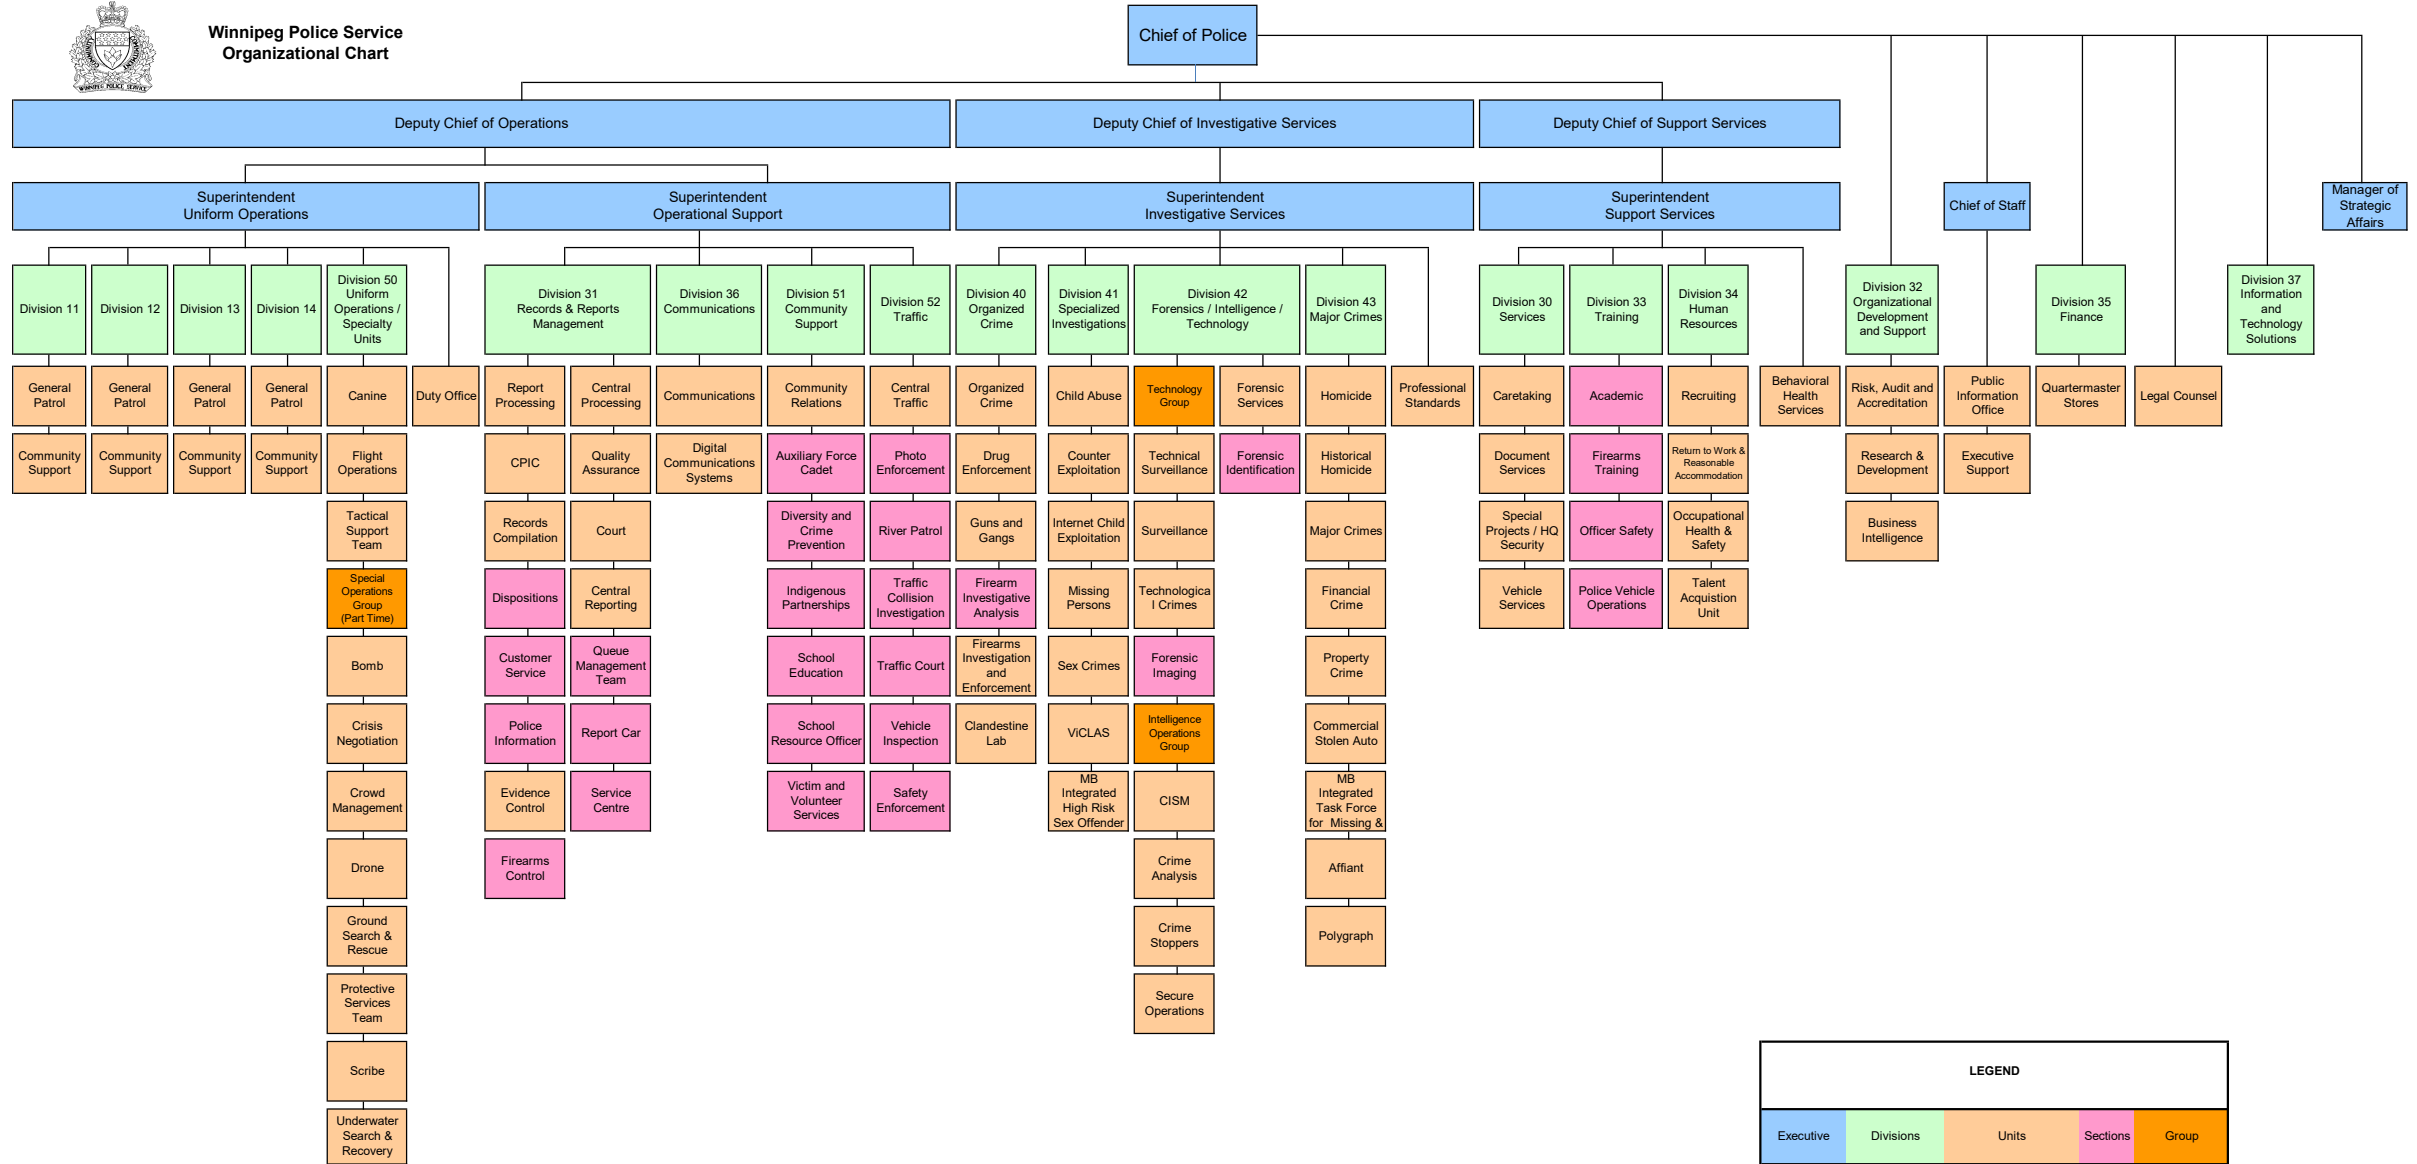 Winnipeg Police Service
Organizational Chart
WINNIPEG POLICE SERVICE
Chief of Police
Deputy Chief of Operations
Deputy Chief of Investigative Services
Deputy Chief of Support Services
Superintendent
Uniform Operations
Superintendent
Operational Support
Superintendent
Investigative Services
Superintendent
Support Services
Chief of Staff
Manager of
Strategic
Affairs
Division 11
Division 12
Division 13
Division 14
Division 50
Uniform
Operations /
Specialty
Units
Division 31
Records & Reports
Management
Division 36
Communications
Division 51
Community
Support
Division 52
Traffic
Division 40
Organized
Crime
Division 41
Specialized
Investigations
Division 42
Forensics / Intelligence /
Technology
Division 43
Major Crimes
Division 30
Services
Division 33
Training
Division 34
Human
Resources
Division 32
Organizational
Development
and Support
Division 35
Finance
Division 37
Information
and
Technology
Solutions
General
Patrol
General
Patrol
General
Patrol
General
Patrol
Canine
Duty Office
Report
Processing
Central
Processing
Communications
Community
Relations
Central
Traffic
Organized
Crime
Child Abuse
Technology
Group
Forensic
Services
Homicide
Professional
Standards
Caretaking
Academic
Recruiting
Behavioral
Health
Services
Risk, Audit and
Accreditation
Public
Information
Office
Quartermaster
Stores
Legal Counsel
Community
Support
Community
Support
Community
Support
Community
Support
Flight
Operations
CPIC
Quality
Assurance
Digital
Communications
Systems
Auxiliary Force
Cadet
Photo
Enforcement
Drug
Enforcement
Counter
Exploitation
Technical
Surveillance
Forensic
Identification
Historical
Homicide
Document
Services
Firearms
Training
Return to Work &
Reasonable
Accommodation
Research &
Development
Executive
Support
Tactical
Support
Team
Records
Compilation
Court
Diversity and
Crime
Prevention
River Patrol
Guns and
Gangs
Internet Child
Exploitation
Surveillance
Major Crimes
Special
Projects / HQ
Security
Officer Safety
Occupational
Health &
Safety
Business
Intelligence
Special
Operations
Group
(Part Time)
Dispositions
Central
Reporting
Indigenous
Partnerships
Traffic
Collision
Investigation
Firearm
Investigative
Analysis
Missing
Persons
Technologica
l Crimes
Financial
Crime
Vehicle
Services
Police Vehicle
Operations
Talent
Acquistion
Unit
Bomb
Customer
Service
Queue
Management
Team
School
Education
Traffic Court
Firearms
Investigation
and
Enforcement
Sex Crimes
Forensic
Imaging
Property
Crime
Crisis
Negotiation
Police
Information
Report Car
School
Resource Officer
Vehicle
Inspection
Clandestine
Lab
ViCLAS
Intelligence
Operations
Group
Commercial
Stolen Auto
Crowd
Management
Evidence
Control
Service
Centre
Victim and
Volunteer
Services
Safety
Enforcement
MB
Integrated
High Risk
Sex Offender
CISM
MB
Integrated
Task Force
for Missing &
Drone
Firearms
Control
Crime
Analysis
Affiant
Ground
Search &
Rescue
Crime
Stoppers
Polygraph
Protective
Services
Team
Secure
Operations
Scribe
Underwater
Search &
Recovery
LEGEND
Executive
Divisions
Units
Sections
Group